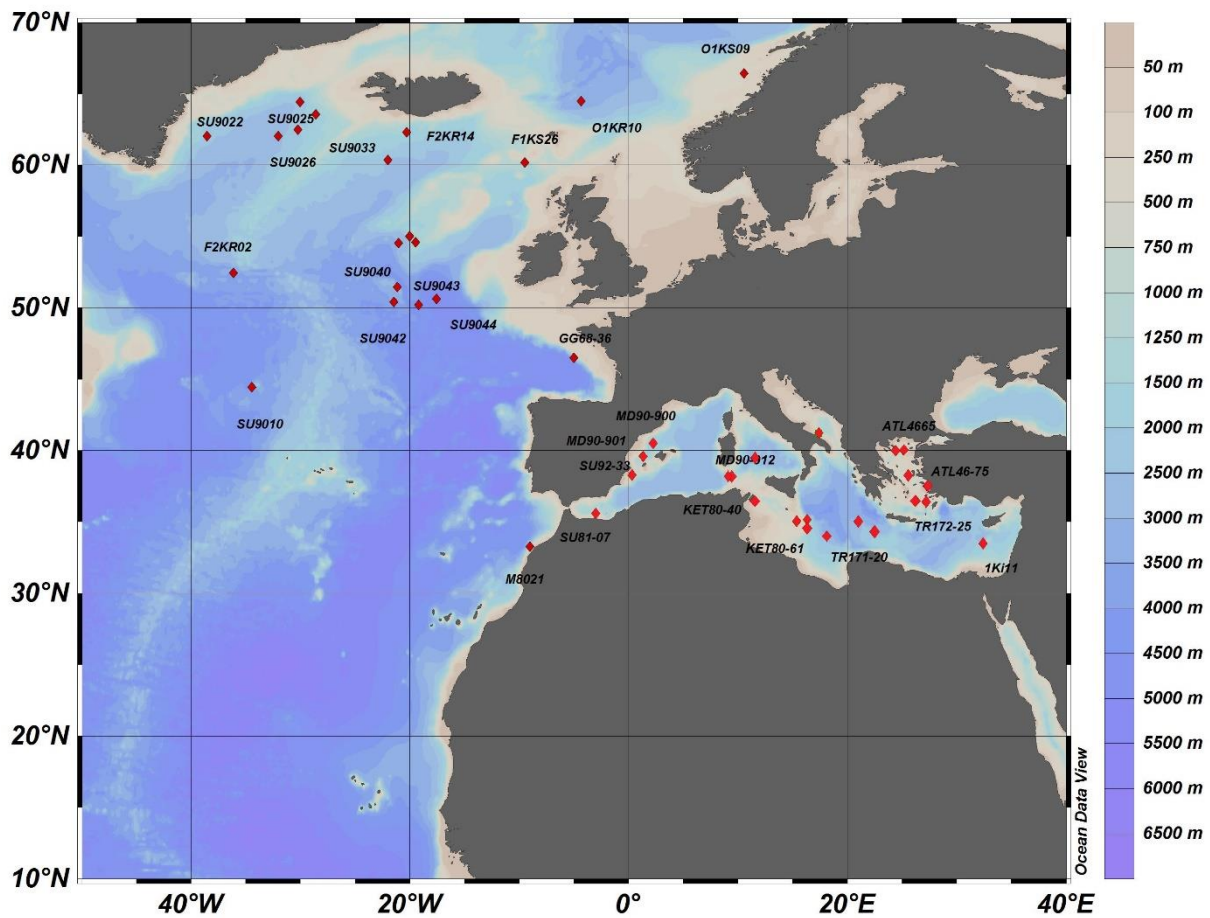 70°N
60°N
50°N
40°N
30°N
20°N
10°N
40°W
20°W
0°
20°E
40°E
O1KS09
SU9022
SU9025
O1KR10
F2KR14
F1KS26
SU9033
SU9026
F2KR02
SU9040
SU9043
SU9044
SU9042
GG68-36
SU9010
MD90-900
ATL4665
MD90-901
MD90-912
SU92-33
ATL46-75
KET80-40
TR172-25
SU81-07
KET80-61
TR171-20
1Ki11
M8021
Ocean Data View
50 m
100 m
250 m
500 m
750 m
1000 m
1250 m
1500 m
2000 m
2500 m
3000 m
3500 m
4000 m
4500 m
5000 m
5500 m
6000 m
6500 m